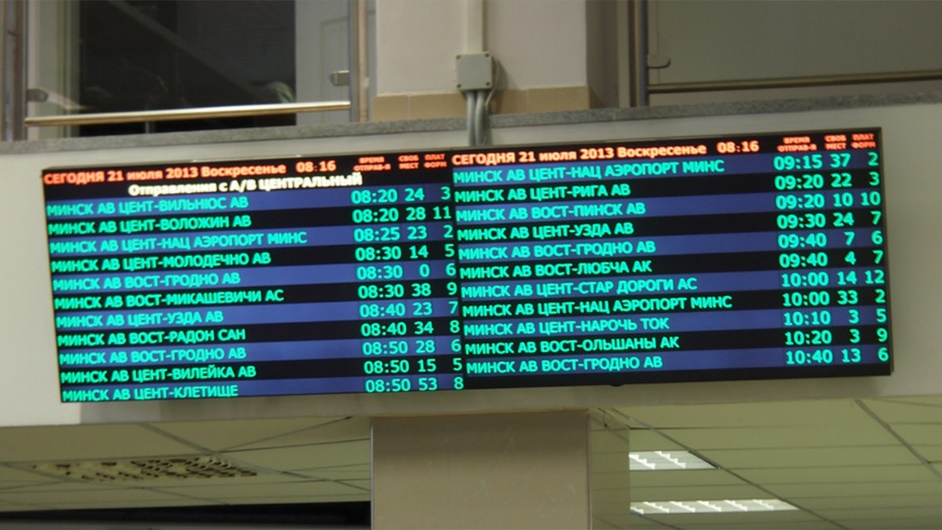 СЕГОДНЯ 21 июля 2013 Воскресенье 08:16 ВРЕМЯ ОТПРАВ-Я СВОБ МЕСТ ПЛАТ ФОРМ
Отправления с А/В ЦЕНТРАЛЬНЫЙ
МИНСК АВ ЦЕНТ-ВИЛЬНЮС АВ 08:20 24 3
МИНСК АВ ЦЕНТ-ВОЛОЖИН АВ 08:20 28 11
МИНСК АВ ЦЕНТ-НАЦ АЭРОПОРТ МИНС 08:25 23 2
МИНСК АВ ЦЕНТ-МОЛОДЕЧНО АВ 08:30 14 5
МИНСК АВ ВОСТ-ГРОДНО АВ 08:30 0 6
МИНСК АВ ВОСТ-МИКАШЕВИЧИ АС 08:30 38 9
МИНСК АВ ЦЕНТ-УЗДА АВ 08:40 23 7
МИНСК АВ ВОСТ-РАДОН САН 08:40 34 8
МИНСК АВ ВОСТ-ГРОДНО АВ 08:50 28 6
МИНСК АВ ЦЕНТ-ВИЛЕЙКА АВ 08:50 15 5
МИНСК АВ ЦЕНТ-КЛЕТИЩЕ 08:50 53 8
СЕГОДНЯ 21 июля 2013 Воскресенье 08:16 ВРЕМЯ ОТПРАВ-Я СВОБ МЕСТ ПЛАТ ФОРМ
МИНСК АВ ЦЕНТ-НАЦ АЭРОПОРТ МИНС 09:15 37 2
МИНСК АВ ЦЕНТ-РИГА АВ 09:20 22 3
МИНСК АВ ВОСТ-ПИНСК АВ 09:20 10 10
МИНСК АВ ЦЕНТ-УЗДА АВ 09:30 24 7
МИНСК АВ ВОСТ-ГРОДНО АВ 09:40 7 6
МИНСК АВ ВОСТ-ЛЮБЧА АК 09:40 4 7
МИНСК АВ ЦЕНТ-СТАР ДОРОГИ АС 10:00 14 12
МИНСК АВ ЦЕНТ-НАЦ АЭРОПОРТ МИНС 10:00 33 2
МИНСК АВ ЦЕНТ-НАРОЧЬ ТОК 10:10 3 5
МИНСК АВ ВОСТ-ОЛЬШАНЫ АК 10:20 3 9
МИНСК АВ ВОСТ-ГРОДНО АВ 10:40 13 6